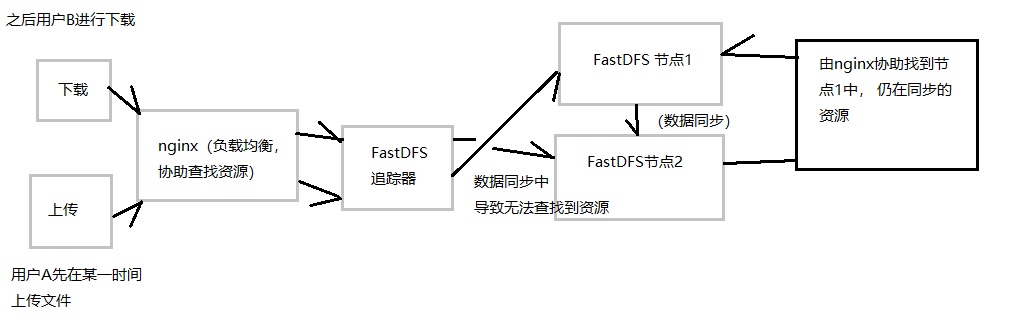 之后用户B进行下载
下载
上传
用户A先在某一时间
上传文件
nginx（负载均衡，
协助查找资源）
FastDFS
追踪器
数据同步中
导致无法查找到资源
FastDFS 节点1
(数据同步)
FastDFS节点2
由nginx协助找到节
点1中， 仍在同步的
资源